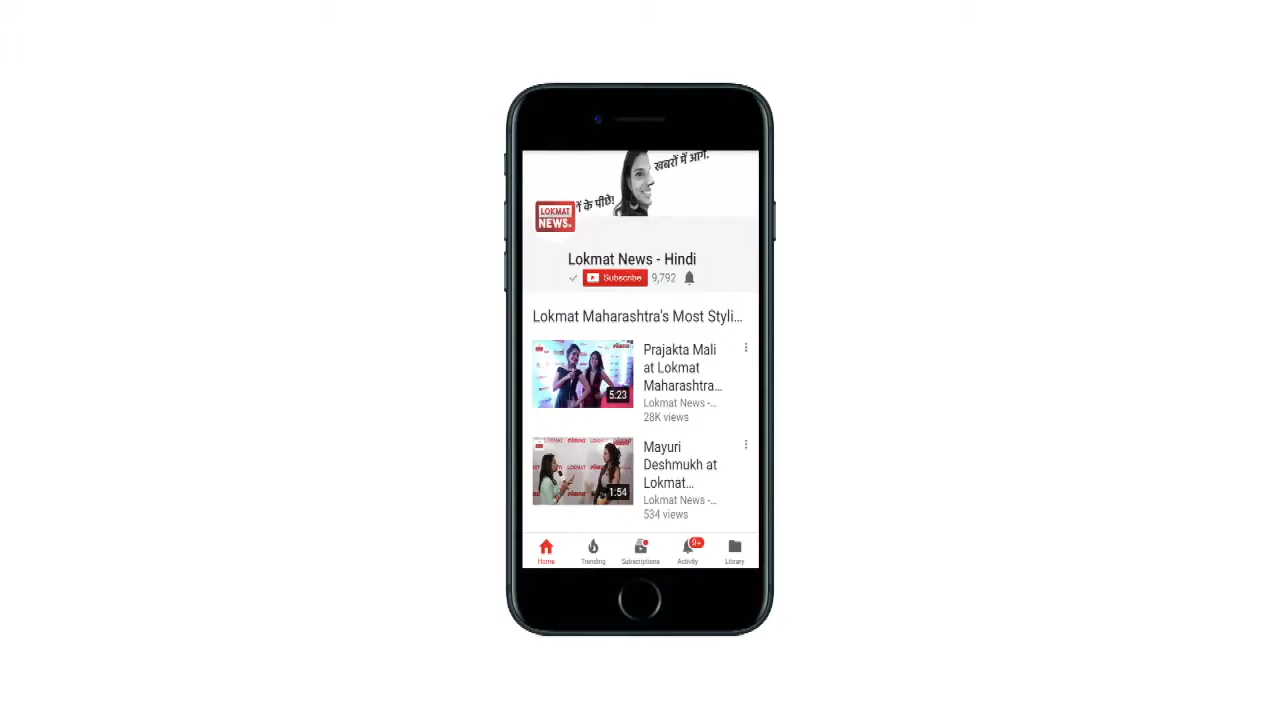 खबरों में आगे,
ों के पीछे!
LOKMAT
NEWS
Lokmat News - Hindi
Subscribe 9,792
Lokmat Maharashtra's Most Styli...
Prajakta Mali
at Lokmat
Maharashtra...
Lokmat News -...
28K views
5:23
Mayuri
Deshmukh at
Lokmat...
Lokmat News -...
534 views
LOKMAT
1:54
9+
Home Trending Subscriptions Activity Library